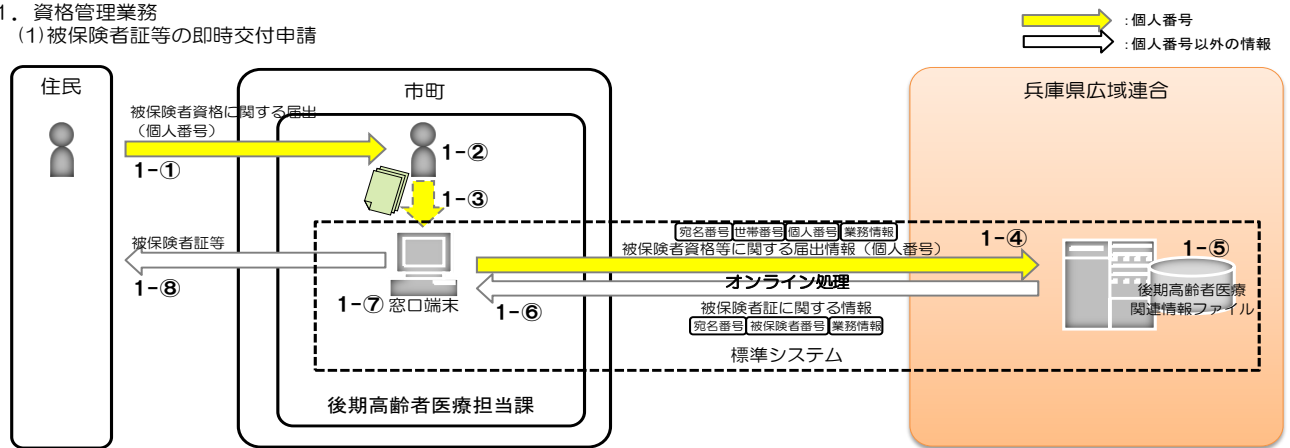 1．資格管理業務
(1)被保険者証等の即時交付申請
:個人番号
:個人番号以外の情報
住民
市町
兵庫県広域連合
被保険者資格に関する届出
（個人番号）
1-①
1-②
1-③
宛名番号 世帯番号 個人番号 業務情報
被保険者資格等に関する届出情報（個人番号）
1-④
1-⑤
被保険者証等
オンライン処理
1-⑧
1-⑦ 窓口端末
1-⑥
被保険者証に関する情報
宛名番号 被保険者番号 業務情報
後期高齢者医療
関連情報ファイル
標準システム
後期高齢者医療担当課